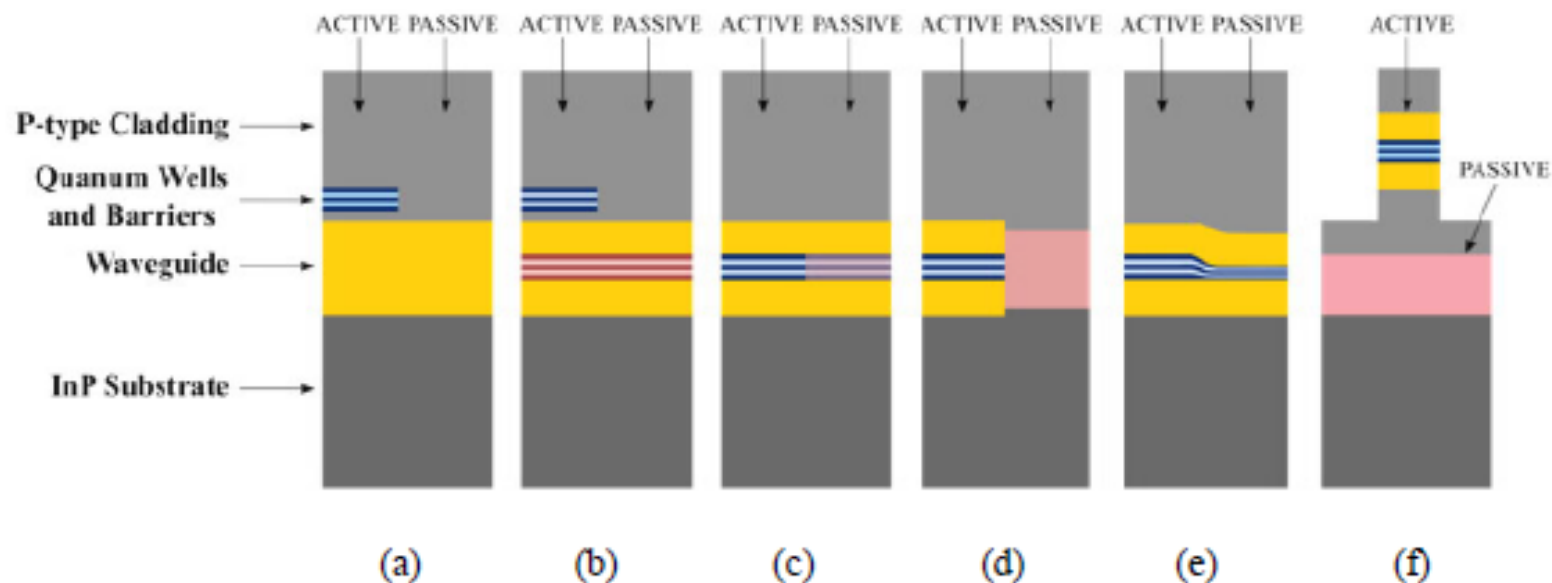 ACTIVE PASSIVE ACTIVE PASSIVE ACTIVE PASSIVE ACTIVE PASSIVE ACTIVE PASSIVE ACTIVE
P-type Cladding
Quanum Wells
and Barriers
PASSIVE
Waveguide
InP Substrate
(a) (b) (c) (d) (e) (f)